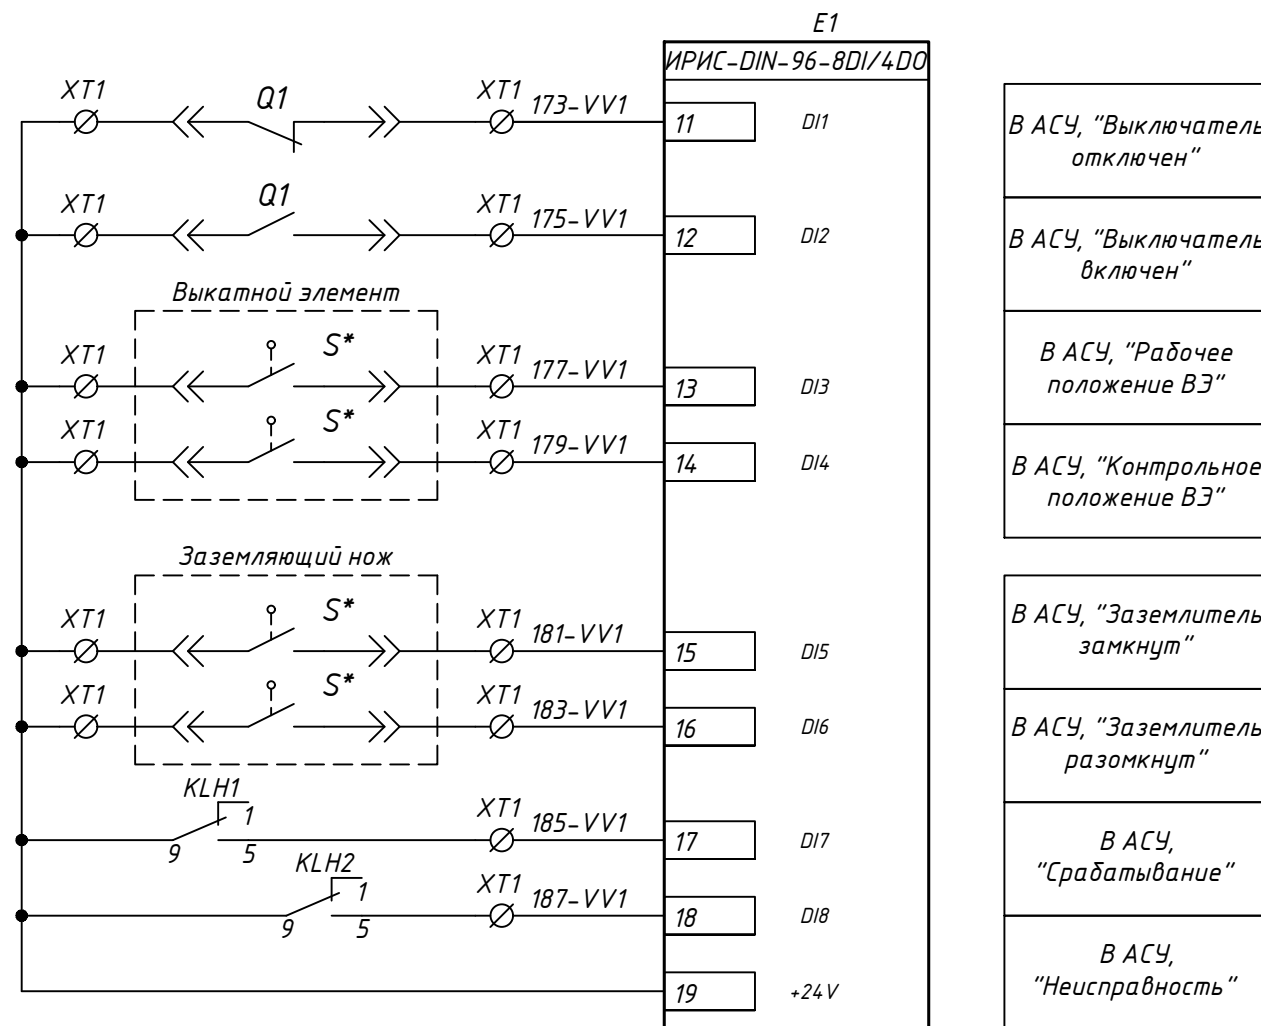 E1
ИРИС-DIN-96-8DI/4DO
XT1
Q1
XT1
173-VV1
11
DI1
В АСУ, "Выключатель
отключен"
XT1
Q1
XT1
175-VV1
12
DI2
В АСУ, "Выключатель
включен"
Выкатной элемент
XT1
S*
XT1
177-VV1
13
DI3
В АСУ, "Рабочее
положение ВЭ"
XT1
S*
XT1
179-VV1
14
DI4
В АСУ, "Контрольное
положение ВЭ"
Заземляющий нож
XT1
S*
XT1
181-VV1
15
DI5
В АСУ, "Заземлитель
замкнут"
XT1
S*
XT1
183-VV1
16
DI6
В АСУ, "Заземлитель
разомкнут"
KLH1
1
9
5
XT1
185-VV1
17
DI7
В АСУ,
"Срабатывание"
KLH2
1
9
5
XT1
187-VV1
18
DI8
В АСУ,
"Неисправность"
19
+24V